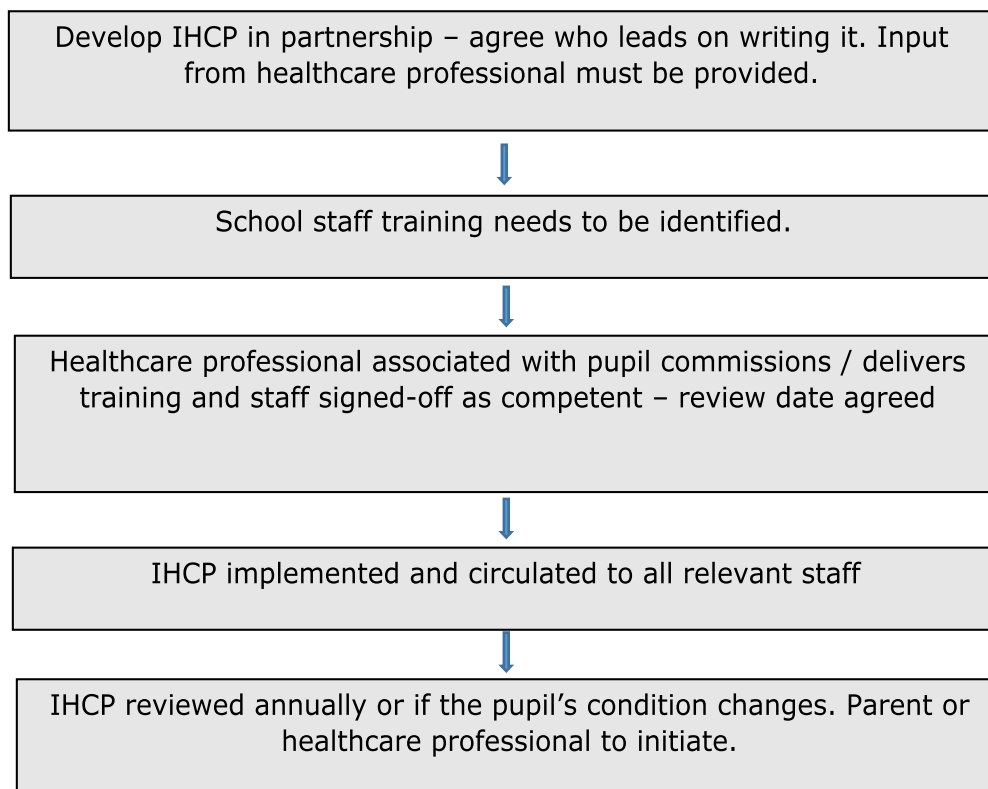 Develop IHCP in partnership – agree who leads on writing it. Input
from healthcare professional must be provided.
School staff training needs to be identified.
Healthcare professional associated with pupil commissions / delivers
training and staff signed-off as competent – review date agreed
IHCP implemented and circulated to all relevant staff
IHCP reviewed annually or if the pupil’s condition changes. Parent or
healthcare professional to initiate.